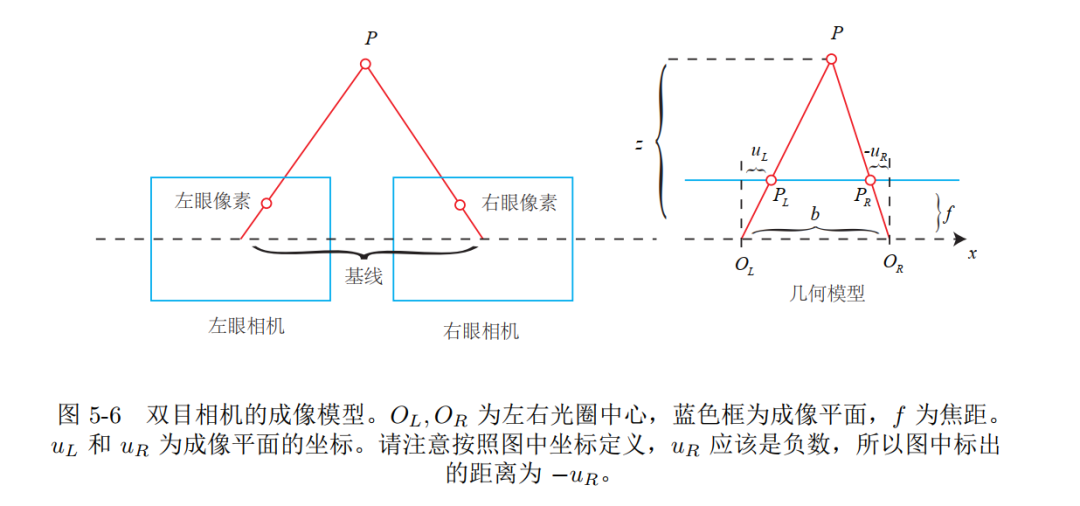 P
左眼像素
右眼像素
基线
左眼相机
右眼相机
P
z
u_L
-u_R
P_L
P_R
b
f
O_L
O_R
x
几何模型
图 5-6 双目相机的成像模型。O_L, O_R 为左右光圈中心，蓝色框为成像平面，f 为焦距。
u_L 和 u_R 为成像平面的坐标。请注意按照图中坐标定义，u_R 应该是负数，所以图中标出
的距离为 −u_R。